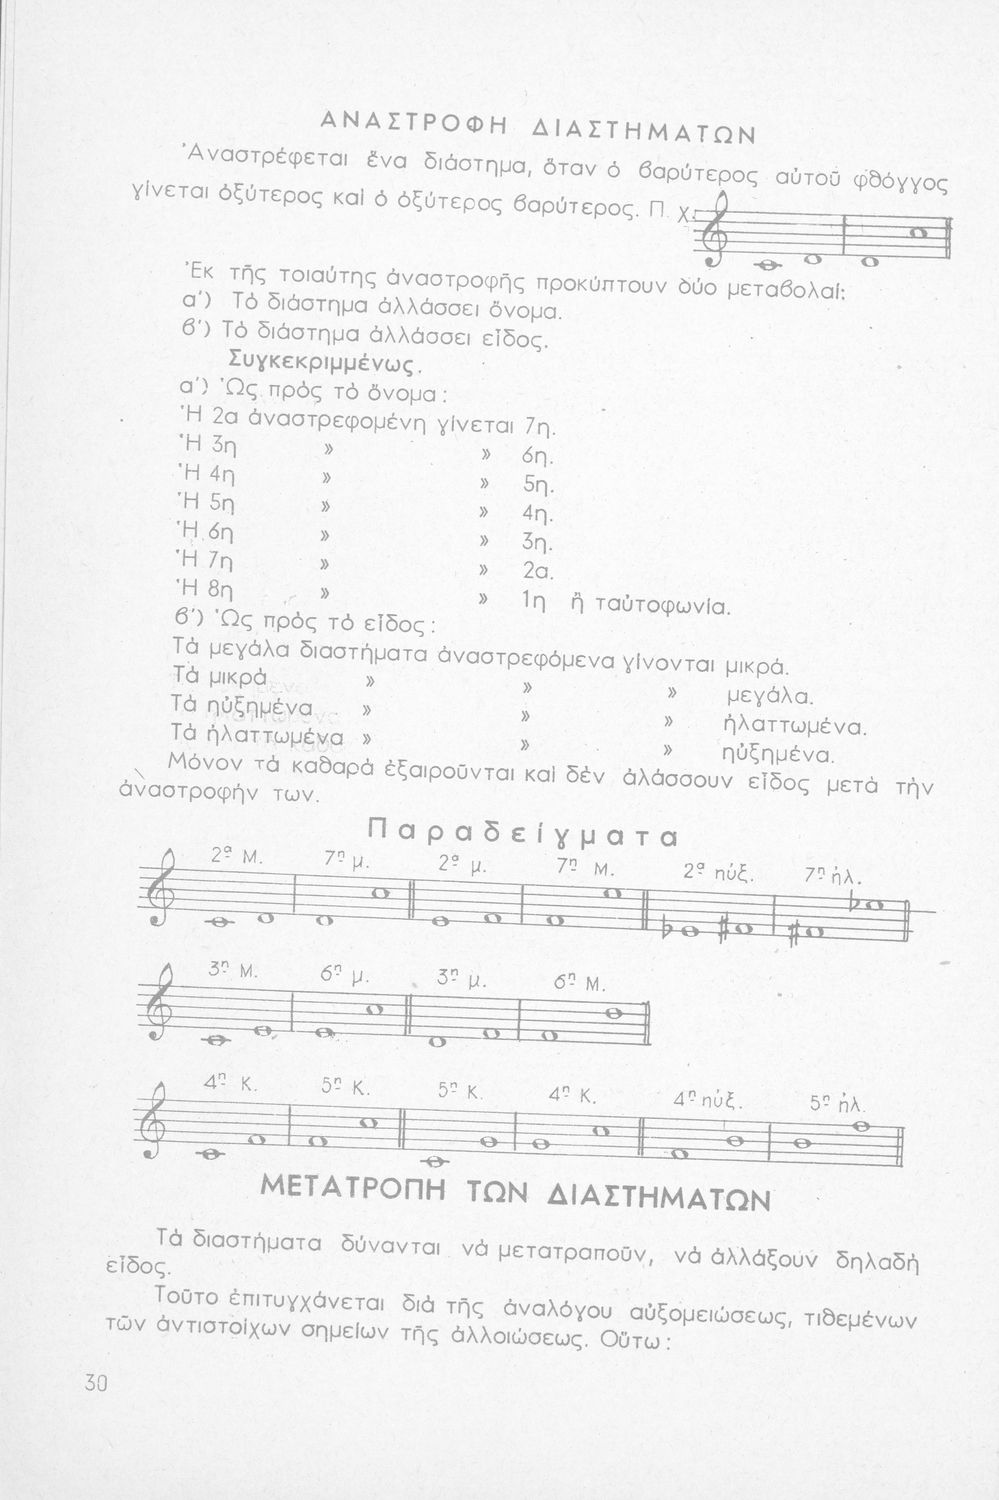 ΑΝΑΣΤΡΟΦΗ ΔΙΑΣΤΗΜΑΤΩΝ
Ἀναστρέφεται ἕνα διάστημα, ὅταν ὁ βαρύτερος αὐτοῦ φθόγγος
γίνεται ὀξύτερος καὶ ὁ ὀξύτερος βαρύτερος. Π. χ.
Ἐκ τῆς τοιαύτης ἀναστροφῆς προκύπτουν δύο μεταβολαί:
α') Τὸ διάστημα ἀλλάσσει ὄνομα.
β') Τὸ διάστημα ἀλλάσσει εἶδος.
Συγκεκριμμένως.
α') Ὡς πρὸς τὸ ὄνομα:
Ἡ 2α ἀναστρεφομένη γίνεται 7η.
Ἡ 3η » » 6η.
Ἡ 4η » » 5η.
Ἡ 5η » » 4η.
Ἡ 6η » » 3η.
Ἡ 7η » » 2α.
Ἡ 8η » » 1η ἢ ταὐτοφωνία.
β') Ὡς πρὸς τὸ εἶδος:
Τὰ μεγάλα διαστήματα ἀναστρεφόμενα γίνονται μικρά.
Τὰ μικρὰ » » » μεγάλα.
Τὰ ηὐξημένα » » » ἠλαττωμένα.
Τὰ ἠλαττωμένα » » » ηὐξημένα.
Μόνον τὰ καθαρὰ ἐξαιροῦνται καὶ δὲν ἀλάσσουν εἶδος μετὰ τὴν
ἀναστροφήν των.
Παραδείγματα
2α Μ. 7η μ. 2α μ. 7η Μ. 2α ηὐξ. 7η ἠλ.
3η Μ. 6η μ. 3η μ. 6η Μ.
4η Κ. 5η Κ. 5η Κ. 4η Κ. 4η ηὐξ. 5η ἠλ.
ΜΕΤΑΤΡΟΠΗ ΤΩΝ ΔΙΑΣΤΗΜΑΤΩΝ
Τὰ διαστήματα δύνανται νὰ μετατραποῦν, νὰ ἀλλάξουν δηλαδὴ
εἶδος.
Τοῦτο ἐπιτυγχάνεται διὰ τῆς ἀναλόγου αὐξομειώσεως, τιθεμένων
τῶν ἀντιστοίχων σημείων τῆς ἀλλοιώσεως. Οὕτω:
30